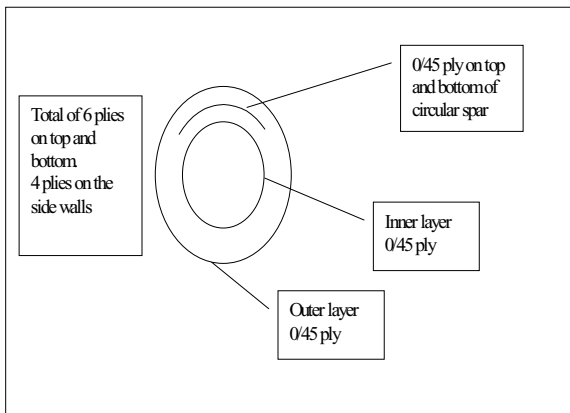 0/45 ply on top
and bottom of
circular spar
Total of 6 plies
on top and
bottom.
4 plies on the
side walls
Inner layer
0/45 ply
Outer layer
0/45 ply